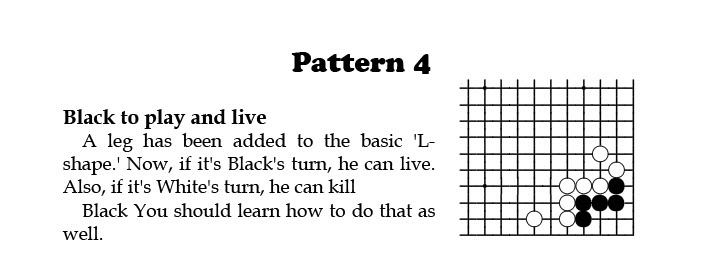 Pattern 4
Black to play and live
A leg has been added to the basic 'L-
shape.' Now, if it's Black's turn, he can live.
Also, if it's White's turn, he can kill
Black You should learn how to do that as
well.